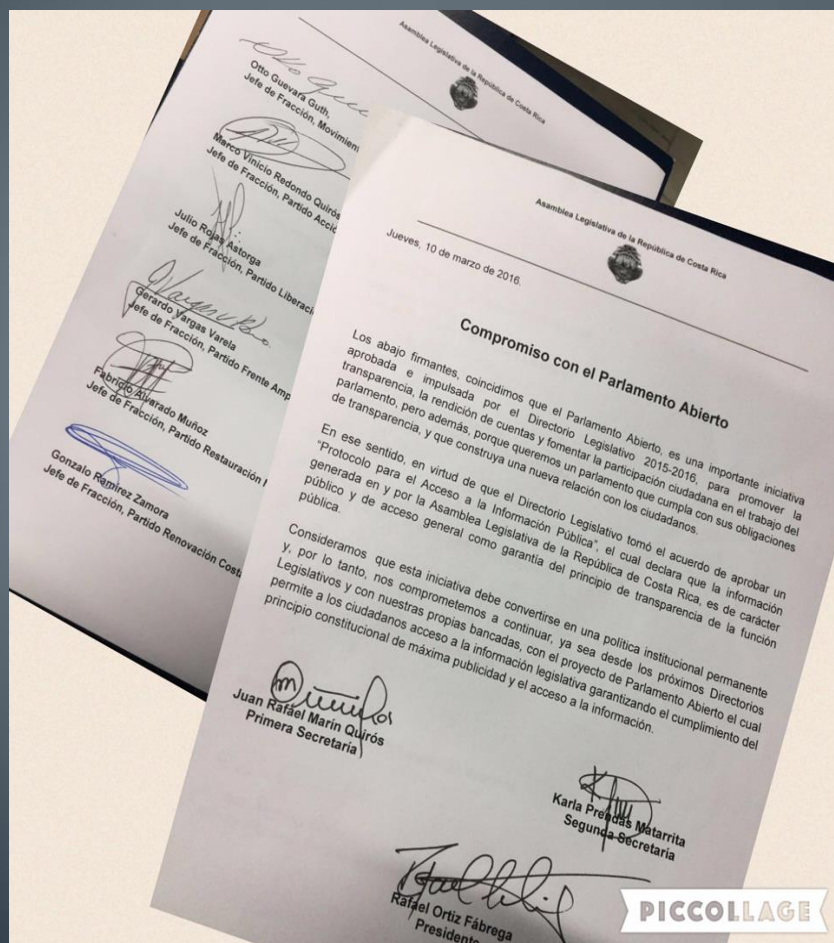 Asamblea Legislativa de la República de Costa Rica
Otto Guevara Guth,
Jefe de Fracción,
Marco Vinicio Redondo Quirós
Jefe de Fracción, Partido
Julio Rojas Astorga
Jefe de Fracción, Partido
Gerardo Vargas Varela
Jefe de Fracción, Partido Frente
Fabricio Alvarado Muñoz
Jefe de Fracción, Partido Restauración
Gonzalo Ramírez Zamora
Jefe de Fracción, Partido Renovación
Asamblea Legislativa de la República de Costa Rica
Jueves, 10 de marzo de 2016.
Compromiso con el Parlamento Abierto
Los abajo firmantes, coincidimos que el Parlamento Abierto, es una importante iniciativa
aprobada e impulsada por el Directorio Legislativo 2015-2016, para promover la
transparencia, la rendición de cuentas y fomentar la participación ciudadana en el trabajo del
parlamento, pero además, porque queremos un parlamento que cumpla con sus obligaciones
de transparencia, y que construya una nueva relación con los ciudadanos.
En ese sentido, en virtud de que el Directorio Legislativo tomó el acuerdo de aprobar un
"Protocolo para el Acceso a la Información Pública", el cual declara que la información
generada en y por la Asamblea Legislativa de la República de Costa Rica, es de carácter
público y de acceso general como garantía del principio de transparencia de la función
pública.
Consideramos que esta iniciativa debe convertirse en una política institucional permanente
y, por lo tanto, nos comprometemos a continuar, ya sea desde los próximos Directorios
Legislativos y con nuestras propias bancadas, con el proyecto de Parlamento Abierto el cual
permite a los ciudadanos acceso a la información legislativa garantizando el cumplimiento del
principio constitucional de máxima publicidad y el acceso a la información.
Juan Rafael Marín Quirós
Primera Secretaría
Karla Prendas Matarrita
Segunda Secretaria
Rafael Ortiz Fábrega
Presidente
PICCOLLAGE